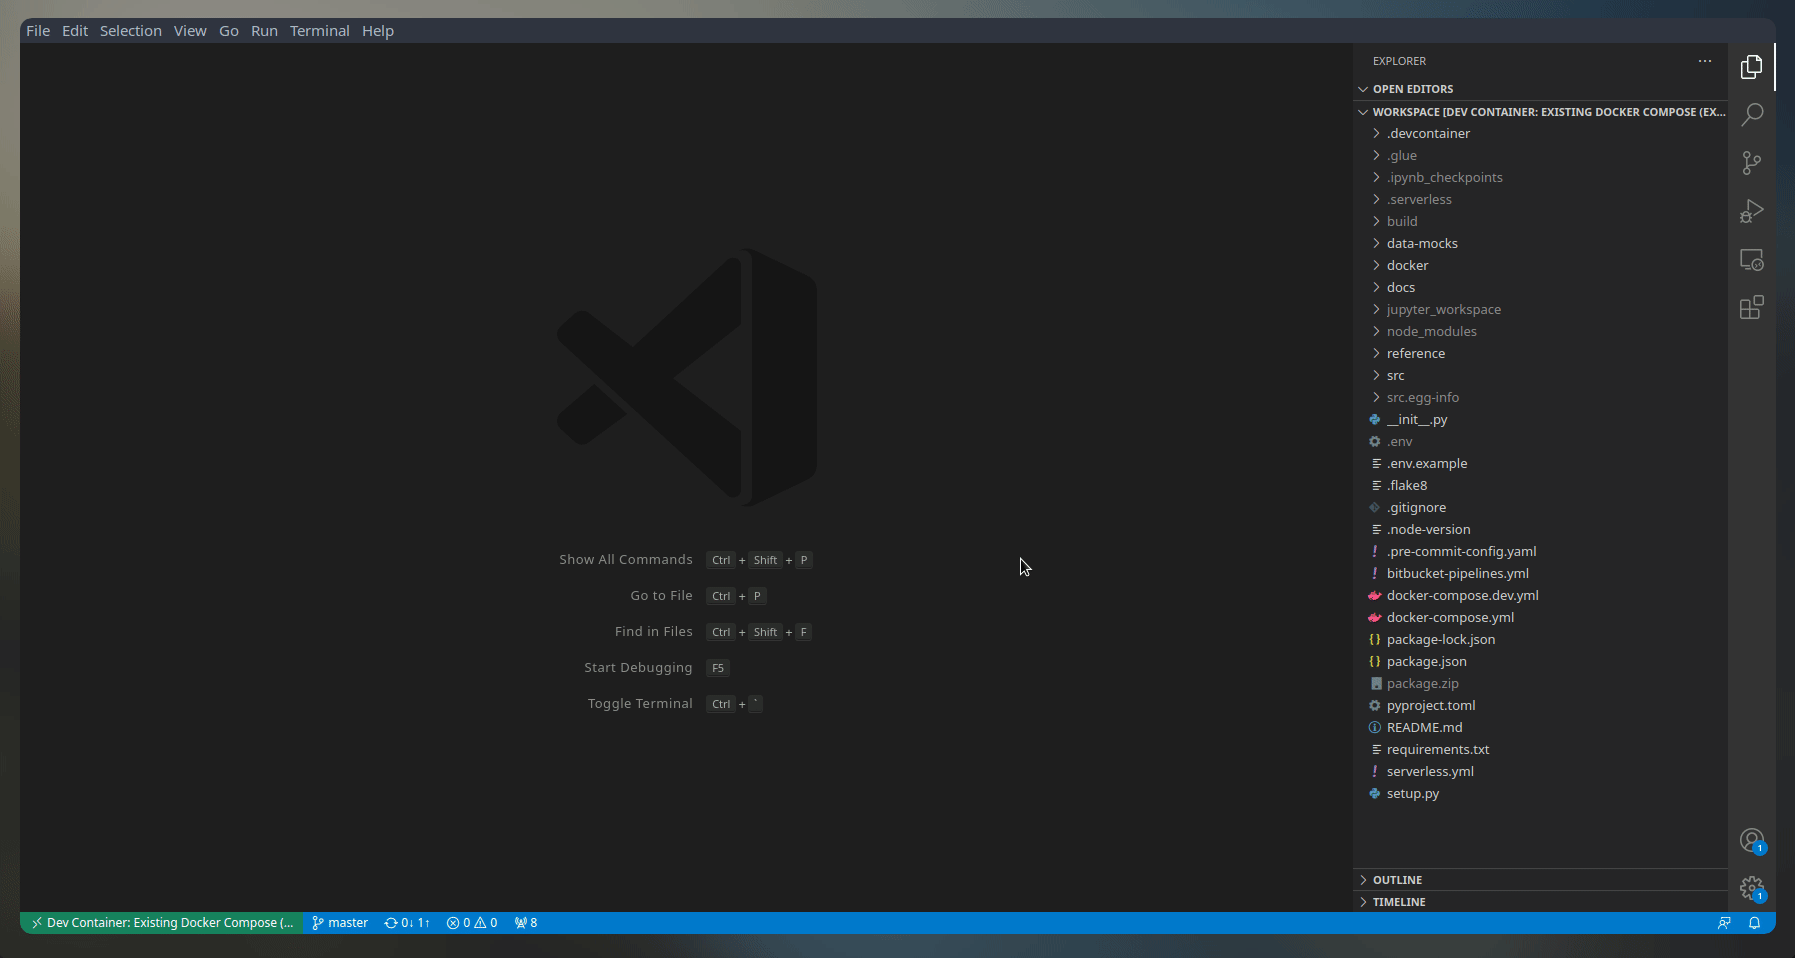 File Edit Selection View Go Run Terminal Help
EXPLORER ···
OPEN EDITORS
WORKSPACE [DEV CONTAINER: EXISTING DOCKER COMPOSE (EX...
.devcontainer
.glue
.ipynb_checkpoints
.serverless
build
data-mocks
docker
docs
jupyter_workspace
node_modules
reference
src
src.egg-info
__init__.py
.env
.env.example
.flake8
.gitignore
.node-version
.pre-commit-config.yaml
bitbucket-pipelines.yml
docker-compose.dev.yml
docker-compose.yml
package-lock.json
package.json
package.zip
pyproject.toml
README.md
requirements.txt
serverless.yml
setup.py
OUTLINE
TIMELINE
Show All Commands Ctrl + Shift + P
Go to File Ctrl + P
Find in Files Ctrl + Shift + F
Start Debugging F5
Toggle Terminal Ctrl + `
1
1
Dev Container: Existing Docker Compose (... master 0↓ 1↑ 0 0 8